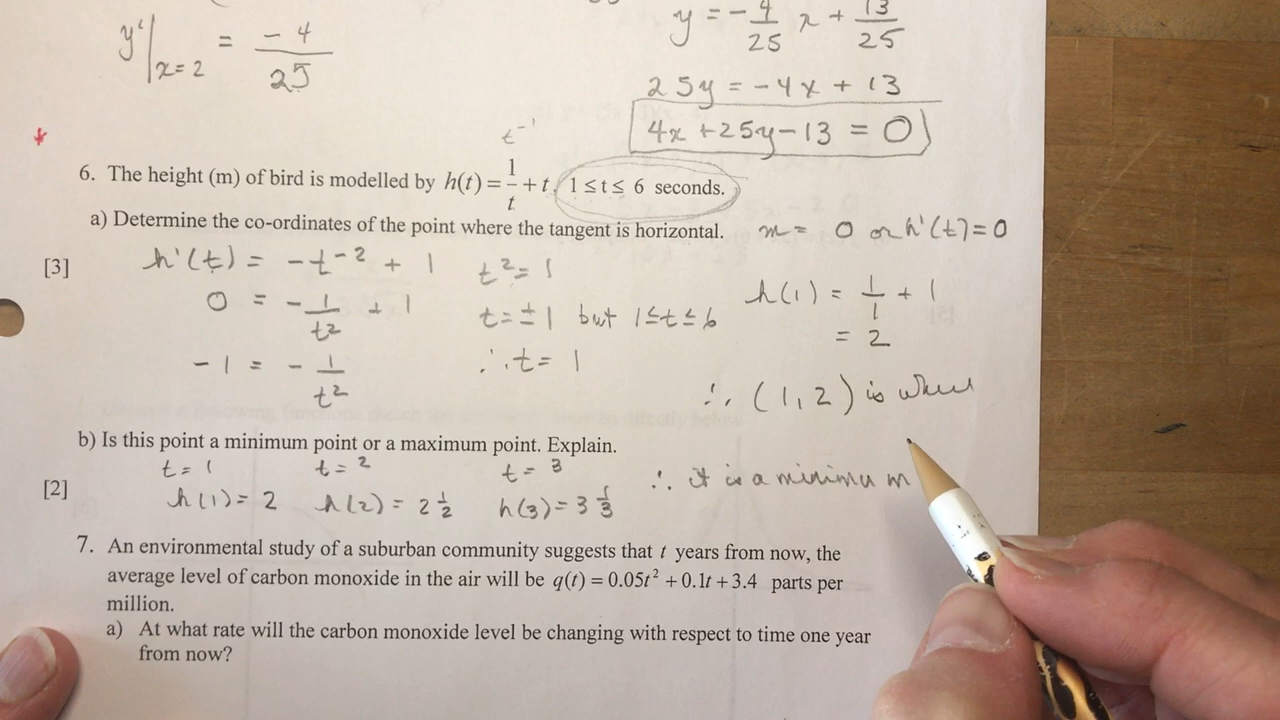 y'|x=2 = -4/25
y = -4/25 x + 13/25
25y = -4x + 13
4x + 25y - 13 = 0
*
t⁻¹
6. The height (m) of bird is modelled by h(t) = 1/t + t, 1 ≤ t ≤ 6 seconds.
a) Determine the co-ordinates of the point where the tangent is horizontal. m = 0 or h'(t) = 0
[3]
h'(t) = -t⁻² + 1
0 = -1/t² + 1
-1 = -1/t²
t² = 1
t = ±1 but 1 ≤ t ≤ 6
∴ t = 1
h(1) = 1/1 + 1
= 2
∴ (1, 2) is where
b) Is this point a minimum point or a maximum point. Explain.
[2]
t = 1 t = 2 t = 3
h(1) = 2 h(2) = 2 1/2 h(3) = 3 1/3
∴ it is a minimum
7. An environmental study of a suburban community suggests that t years from now, the
average level of carbon monoxide in the air will be q(t) = 0.05t² + 0.1t + 3.4 parts per
million.
a) At what rate will the carbon monoxide level be changing with respect to time one year
from now?